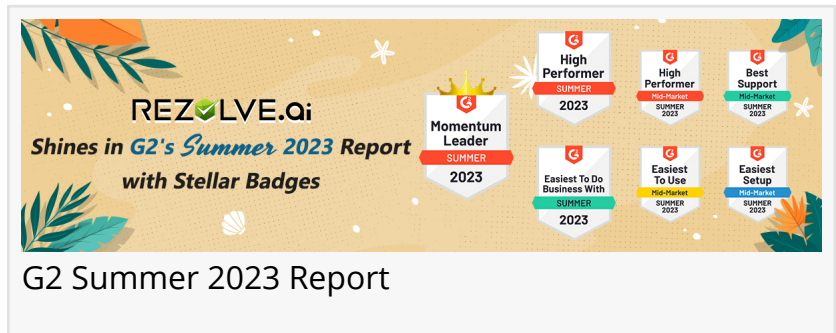 REZOLVE.ai
Shines in G2's Summer 2023 Report
with Stellar Badges
Momentum
Leader
SUMMER
2023
High
Performer
SUMMER
2023
High
Performer
Mid-Market
SUMMER
2023
Best
Support
Mid-Market
SUMMER
2023
Easiest To Do
Business With
SUMMER
2023
Easiest
To Use
Mid-Market
SUMMER
2023
Easiest
Setup
Mid-Market
SUMMER
2023
G2 Summer 2023 Report